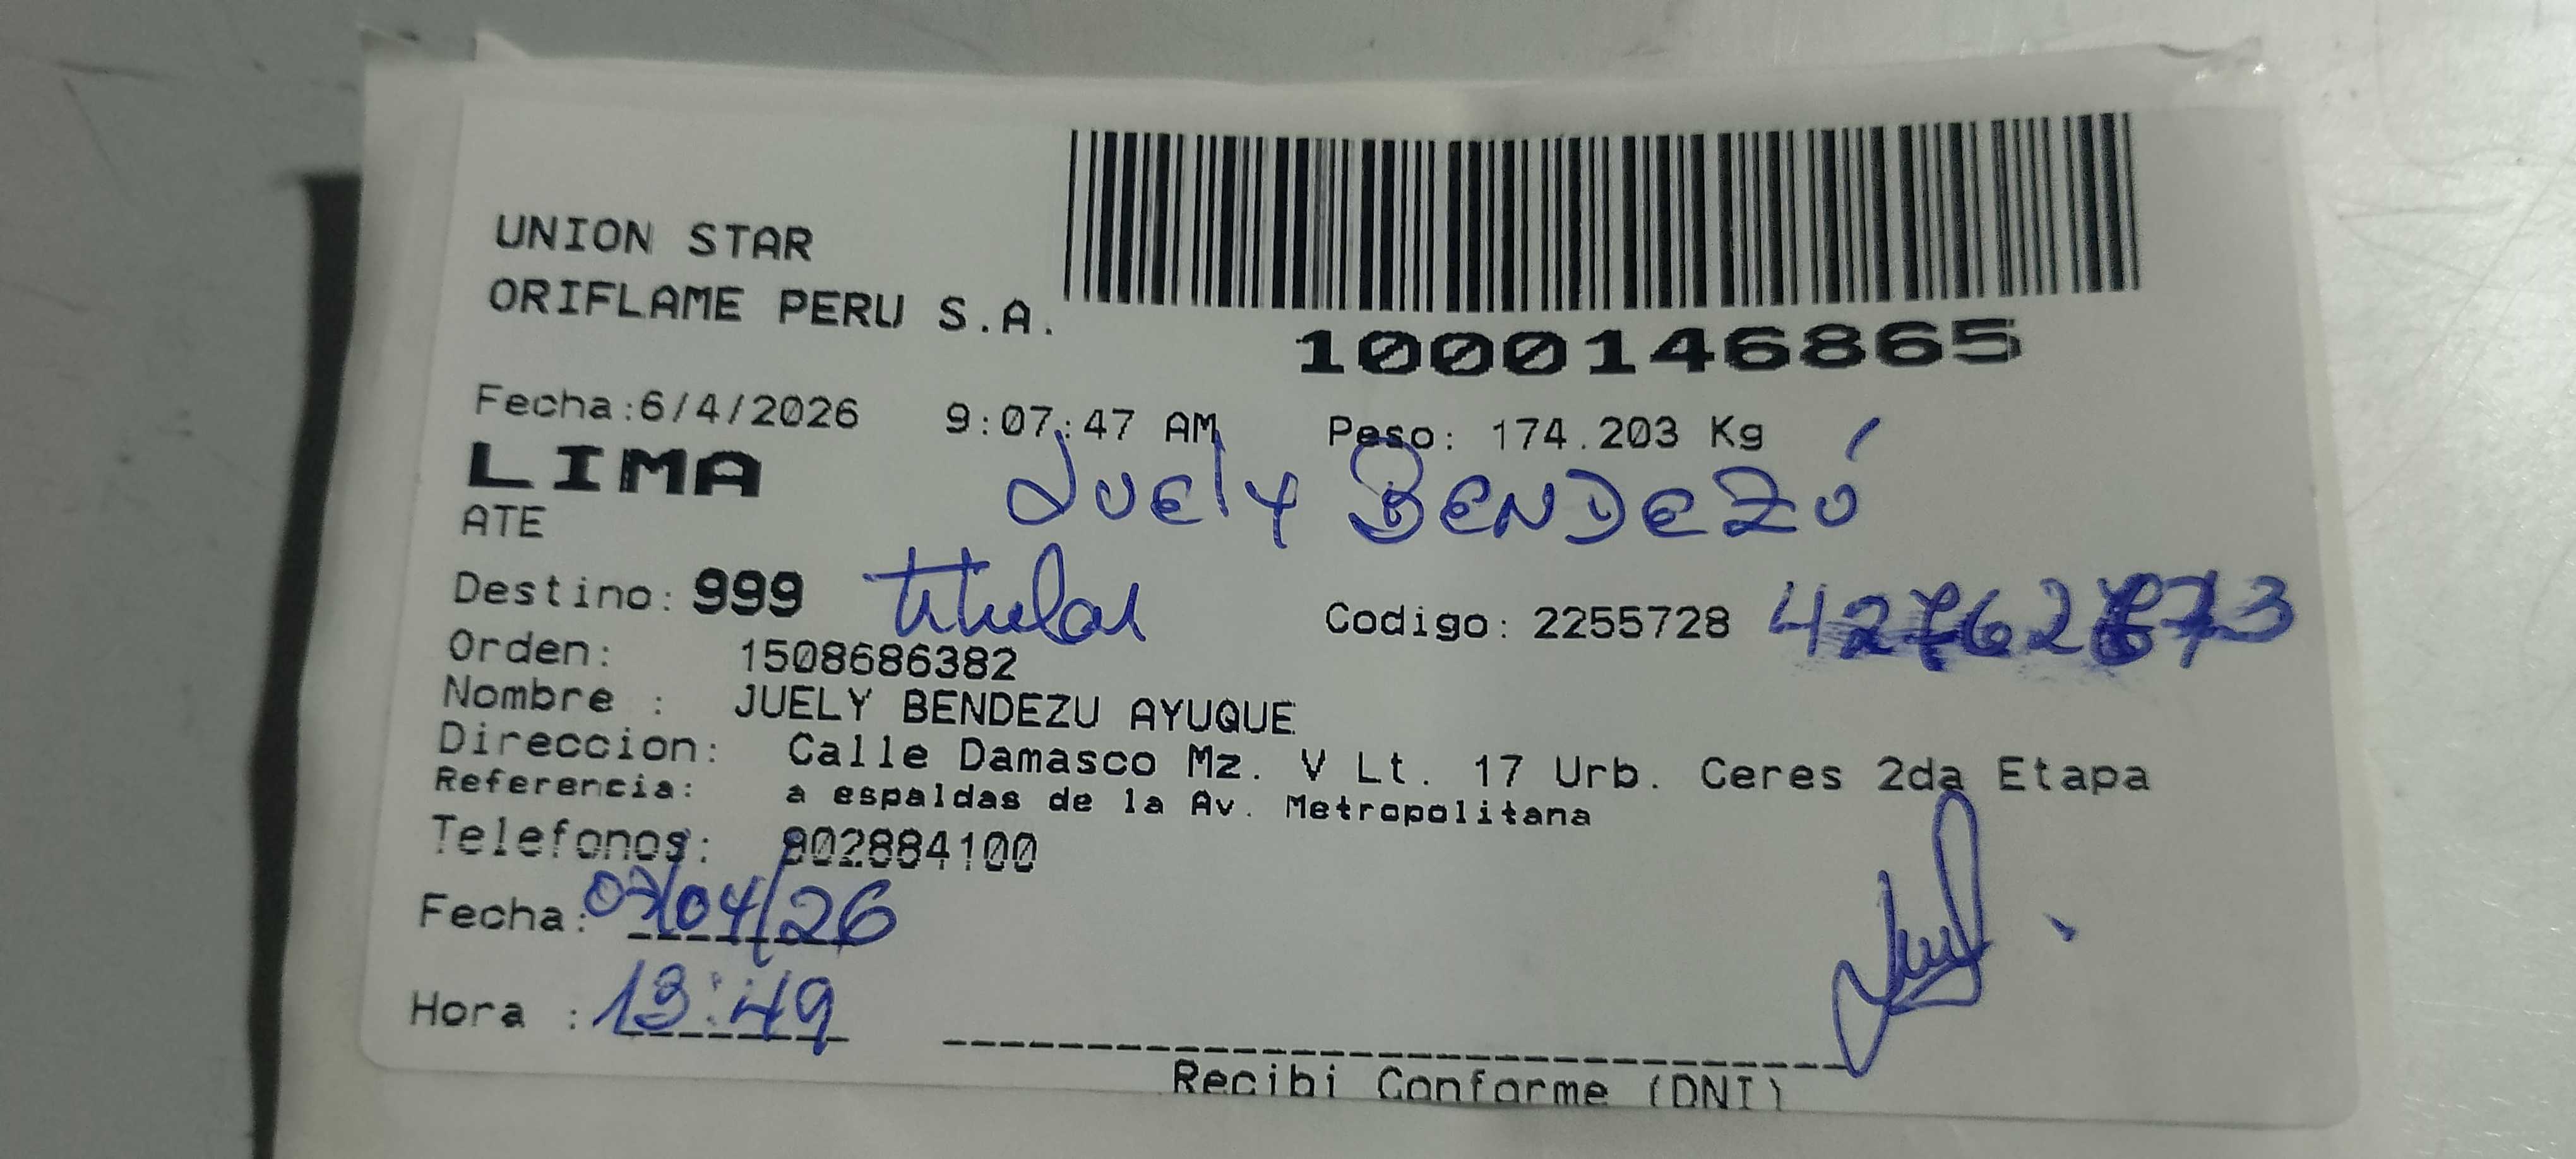 UNION STAR
ORIFLAME PERU S.A.
1000146865
Fecha:6/4/2026 9:07:47 AM Peso: 174.203 Kg
LIMA
Juely BENDEZÚ
ATE
Destino: 999 titular Codigo: 2255728
Orden: 1508686382
Nombre : JUELY BENDEZU AYUQUE
Direccion: Calle Damasco Mz. V Lt. 17 Urb. Ceres 2da Etapa
Referencia: a espaldas de la Av. Metropolitana
Telefonos: 902884100
Fecha: 07/04/26
Hora : 13:49
Recibi Conforme (DNI)